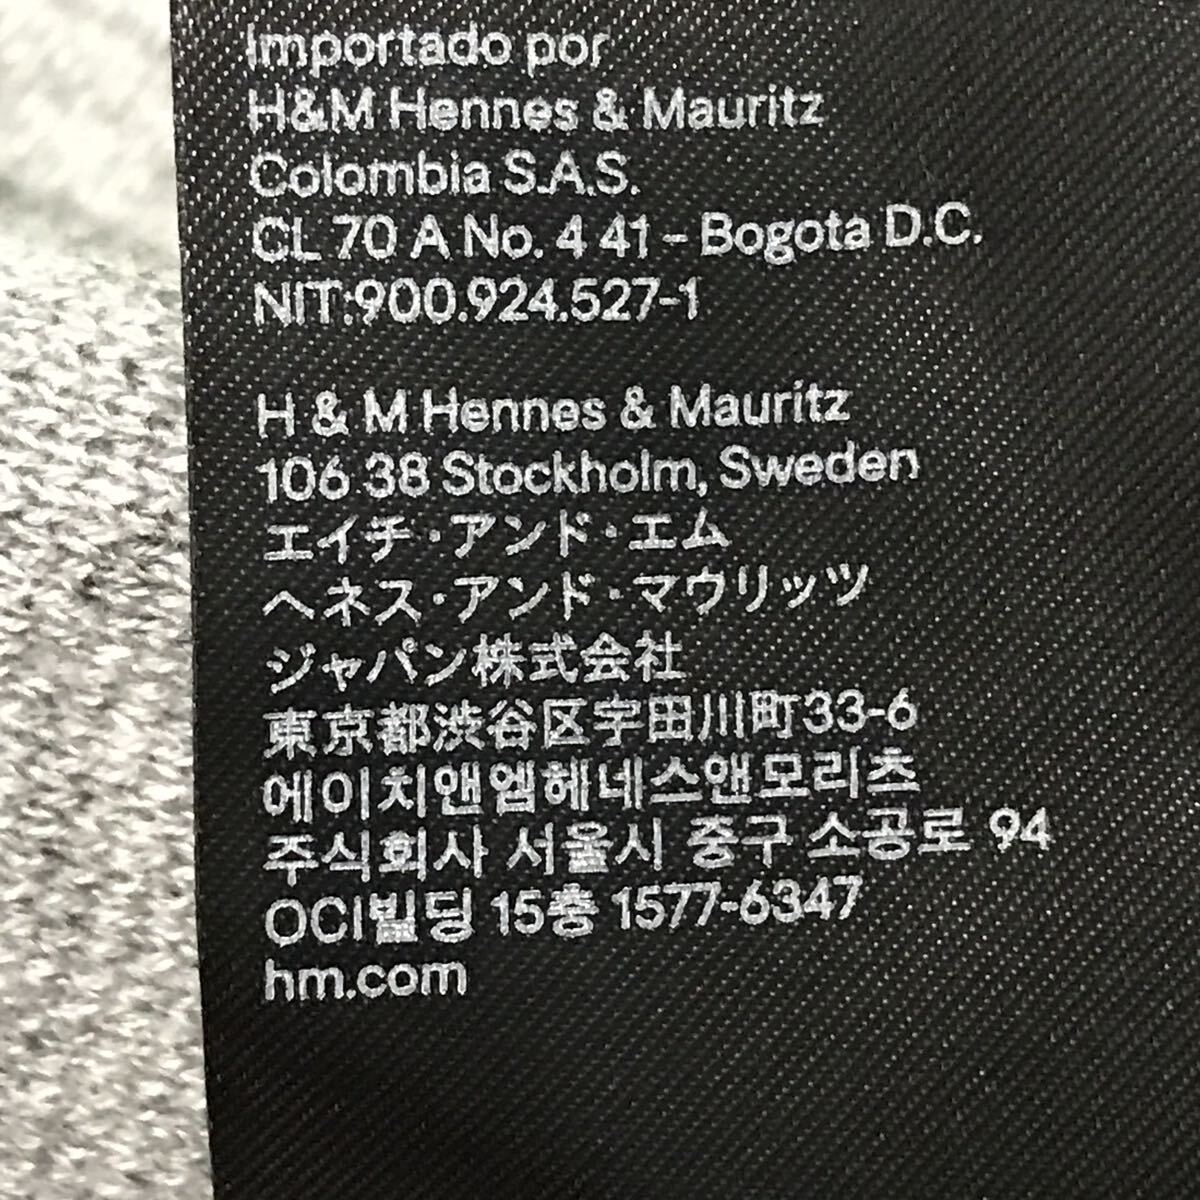 Importado por
H&M Hennes & Mauritz
Colombia S.A.S.
CL 70 A No. 4 41 - Bogota D.C.
NIT:900.924.527-1
H & M Hennes & Mauritz
106 38 Stockholm, Sweden
エイチ・アンド・エム
ヘネス・アンド・マウリッツ
ジャパン株式会社
東京都渋谷区宇田川町33-6
에이치앤엠헤네스앤모리츠
주식회사 서울시 중구 소공로 94
OCI빌딩 15층 1577-6347
hm.com